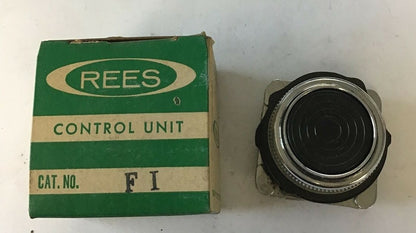 REES
CONTROL UNIT
CAT. NO. F I